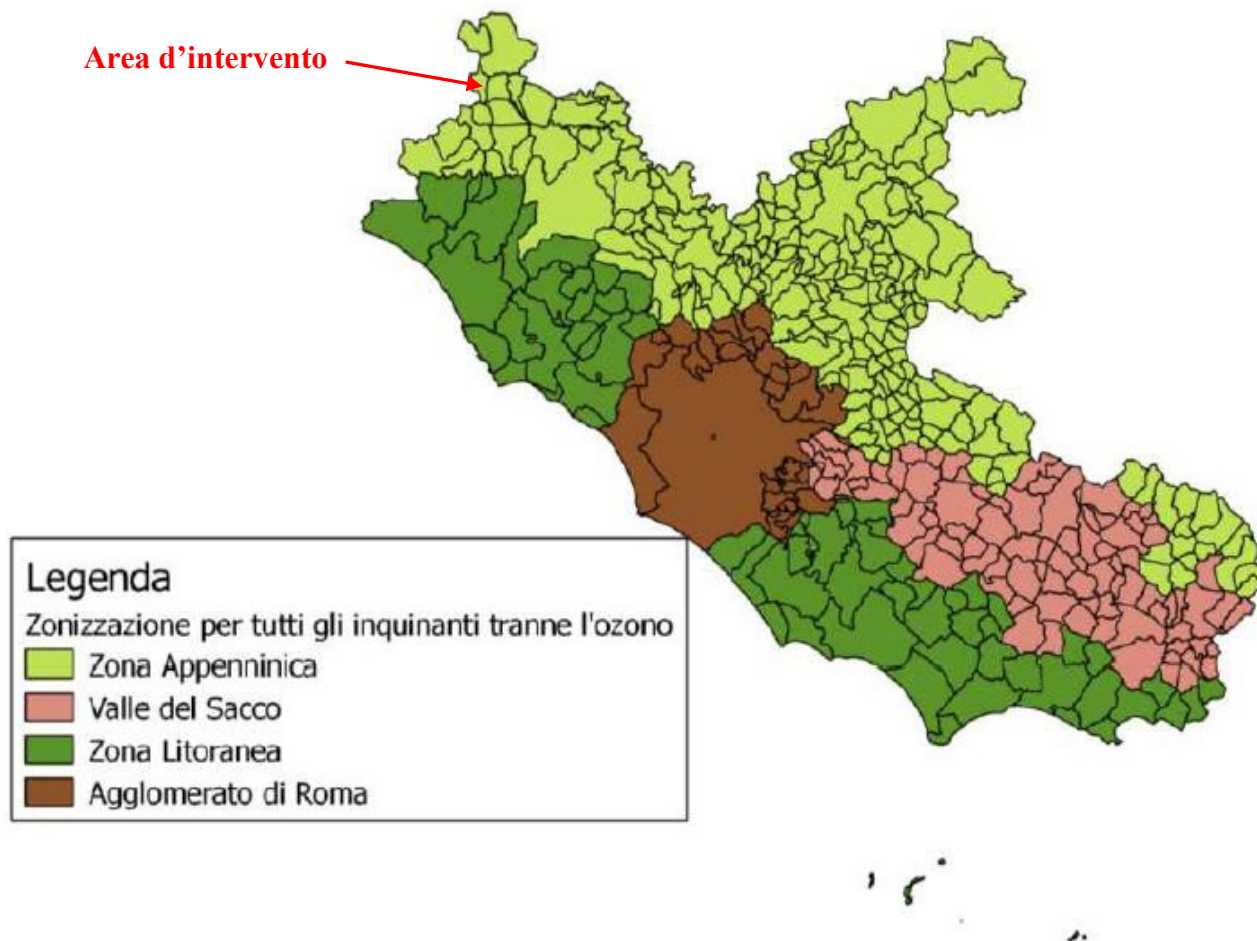 Area d’intervento
Legenda
Zonizzazione per tutti gli inquinanti tranne l'ozono
Zona Appenninica
Valle del Sacco
Zona Litoranea
Agglomerato di Roma